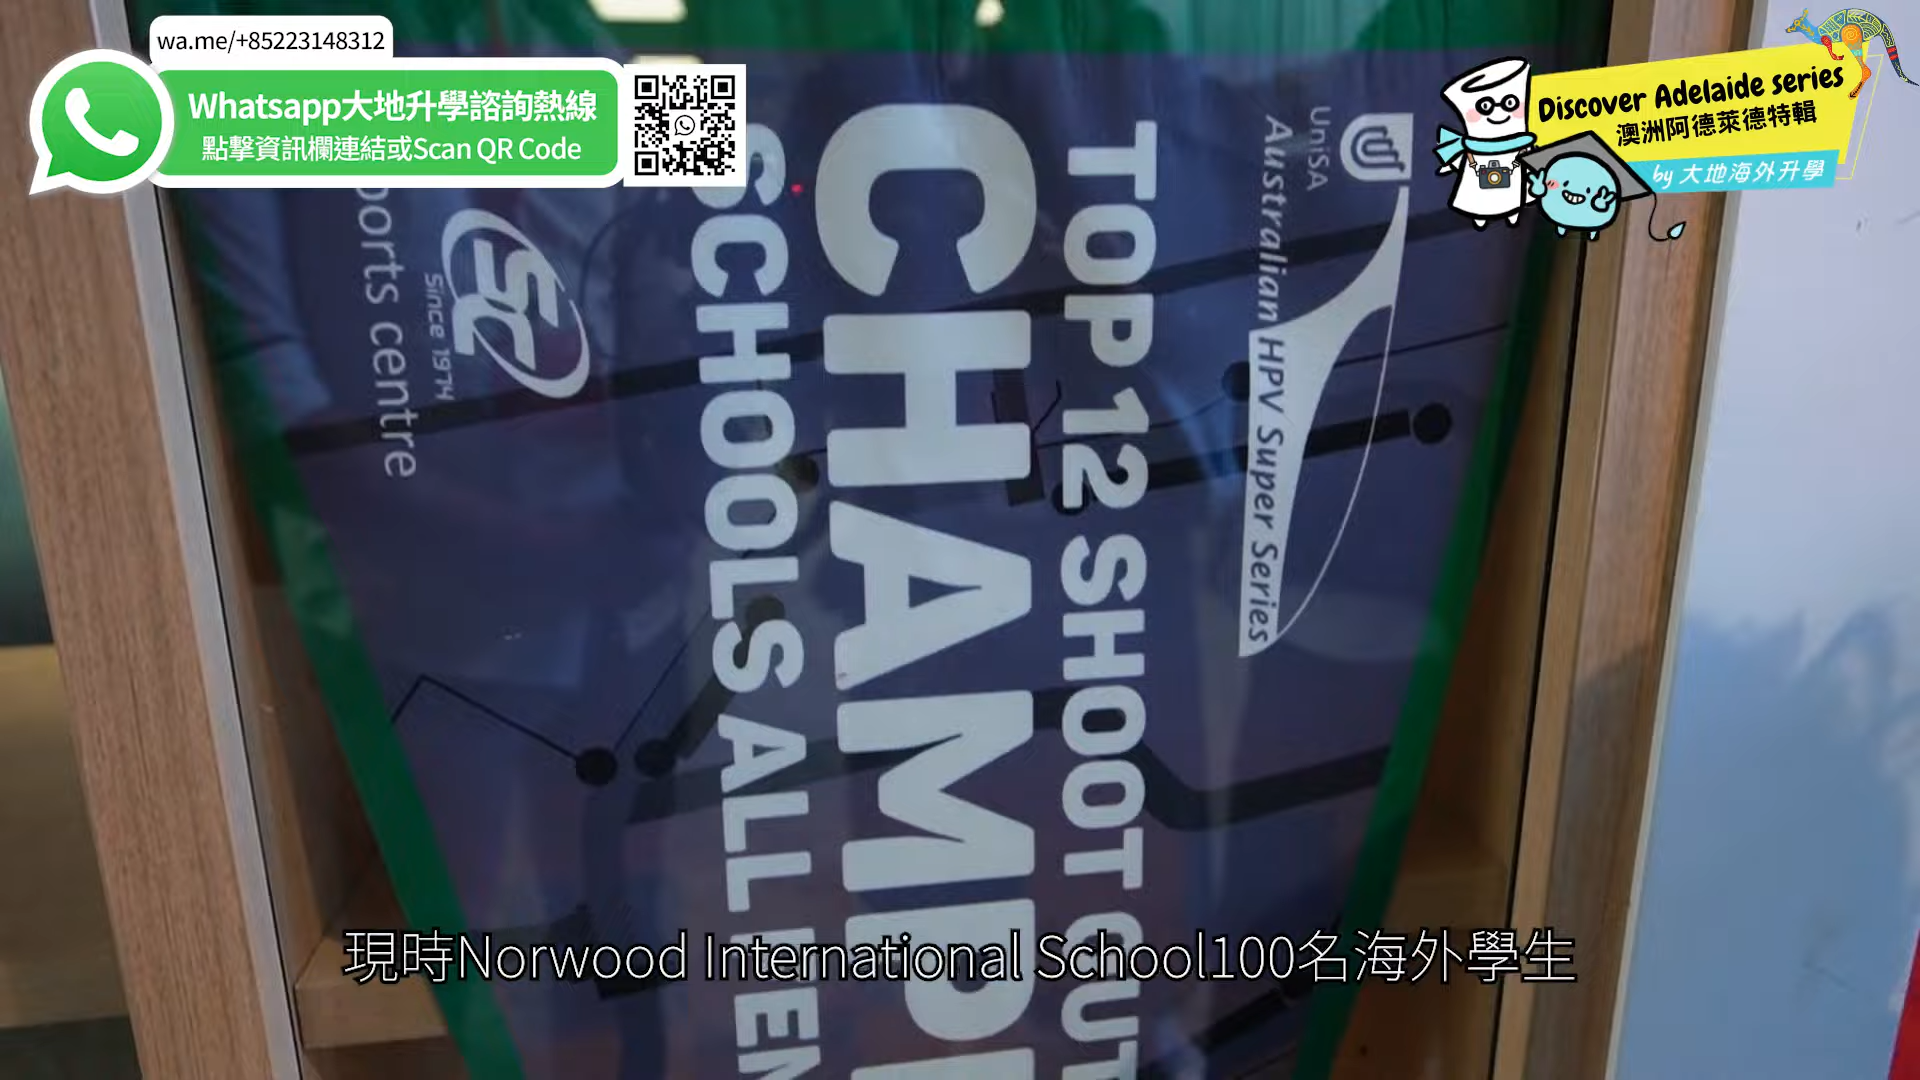 wa.me/+85223148312
Whatsapp大地升學諮詢熱線
點擊資訊欄連結或Scan QR Code
Discover Adelaide series
澳洲阿德萊德特輯
by 大地海外升學
UniSA
Australian HPV Super Series
TOP 12 SHOOT OUT
CHAMPI
SCHOOLS ALL
SC
Since 1974
ports centre
現時Norwood International School100名海外學生